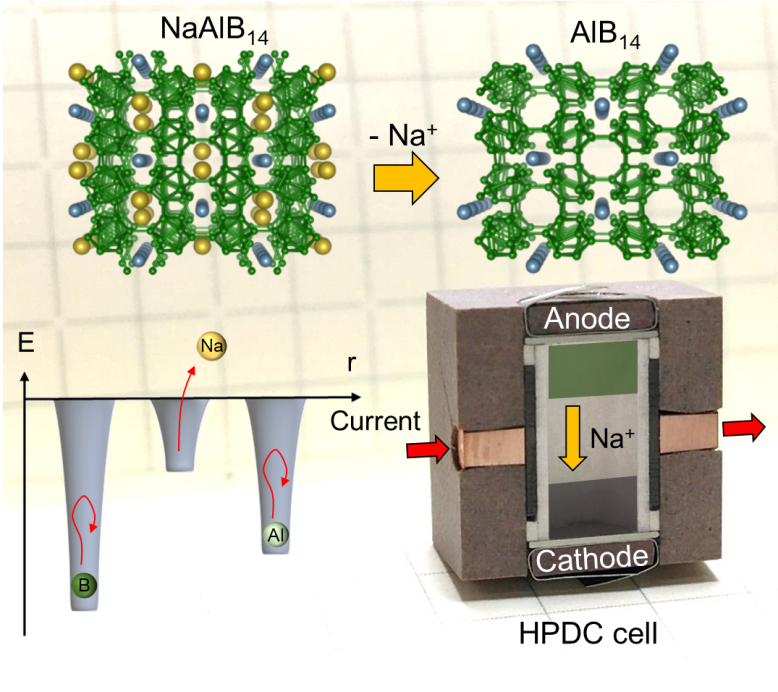 NaAlB₁₄
AlB₁₄
- Na⁺
E
Na
r
Current
B
Al
Anode
Na⁺
Cathode
HPDC cell